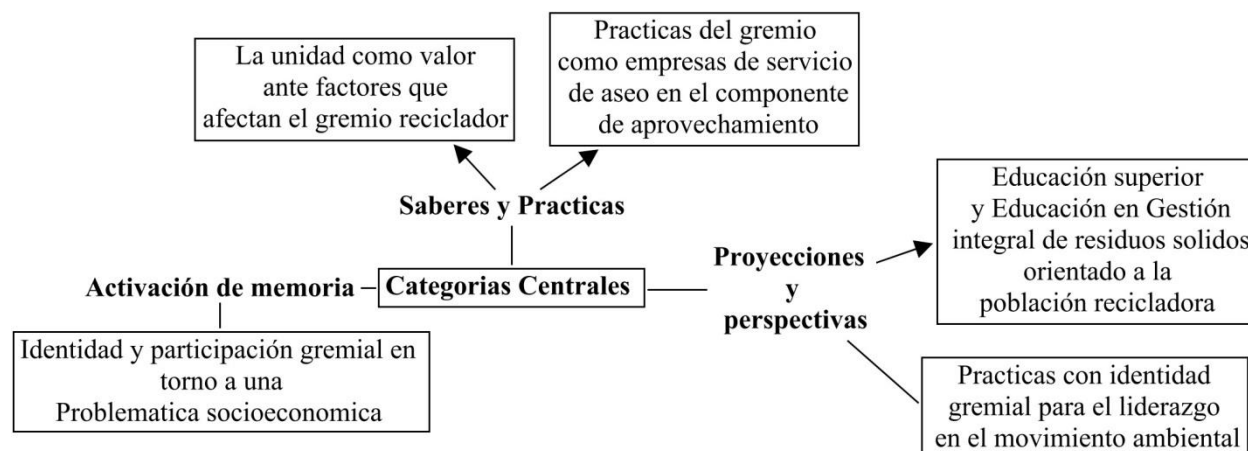 La unidad como valor
ante factores que
afectan el gremio reciclador
Practicas del gremio
como empresas de servicio
de aseo en el componente
de aprovechamiento
Saberes y Practicas
Activación de memoria
Categorias Centrales
Proyecciones
y
perspectivas
Educación superior
y Educación en Gestión
integral de residuos solidos
orientado a la
población recicladora
Identidad y participación gremial en
torno a una
Problematica socioeconomica
Practicas con identidad
gremial para el liderazgo
en el movimiento ambiental